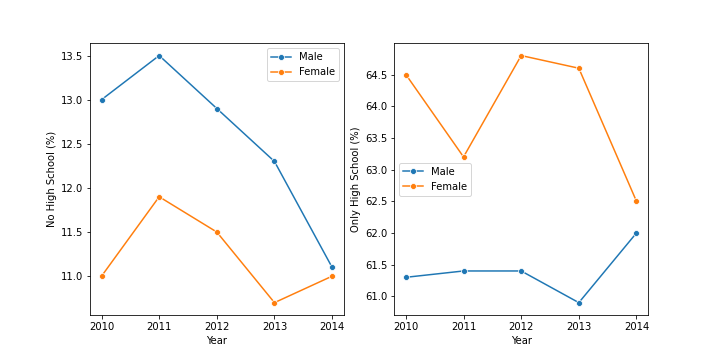 13.5
13.0
12.5
12.0
11.5
11.0
No High School (%)
2010 2011 2012 2013 2014
Year
Male
Female
64.5
64.0
63.5
63.0
62.5
62.0
61.5
61.0
Only High School (%)
2010 2011 2012 2013 2014
Year
Male
Female